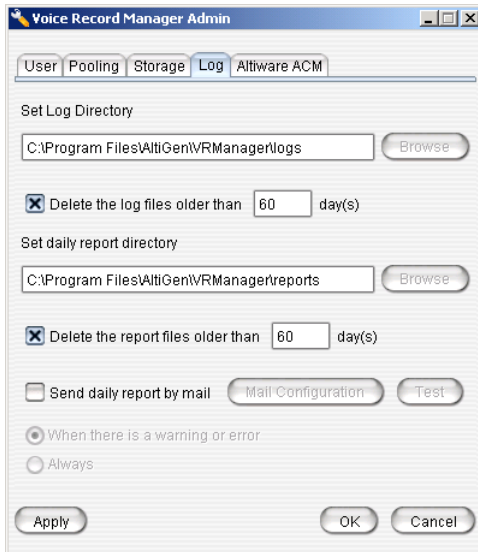 Voice Record Manager Admin
User Pooling Storage Log Altiware ACM
Set Log Directory
C:\Program Files\AltiGen\VRManager\logs Browse
Delete the log files older than 60 day(s)
Set daily report directory
C:\Program Files\AltiGen\VRManager\reports Browse
Delete the report files older than 60 day(s)
Send daily report by mail Mail Configuration Test
When there is a warning or error
Always
Apply OK Cancel